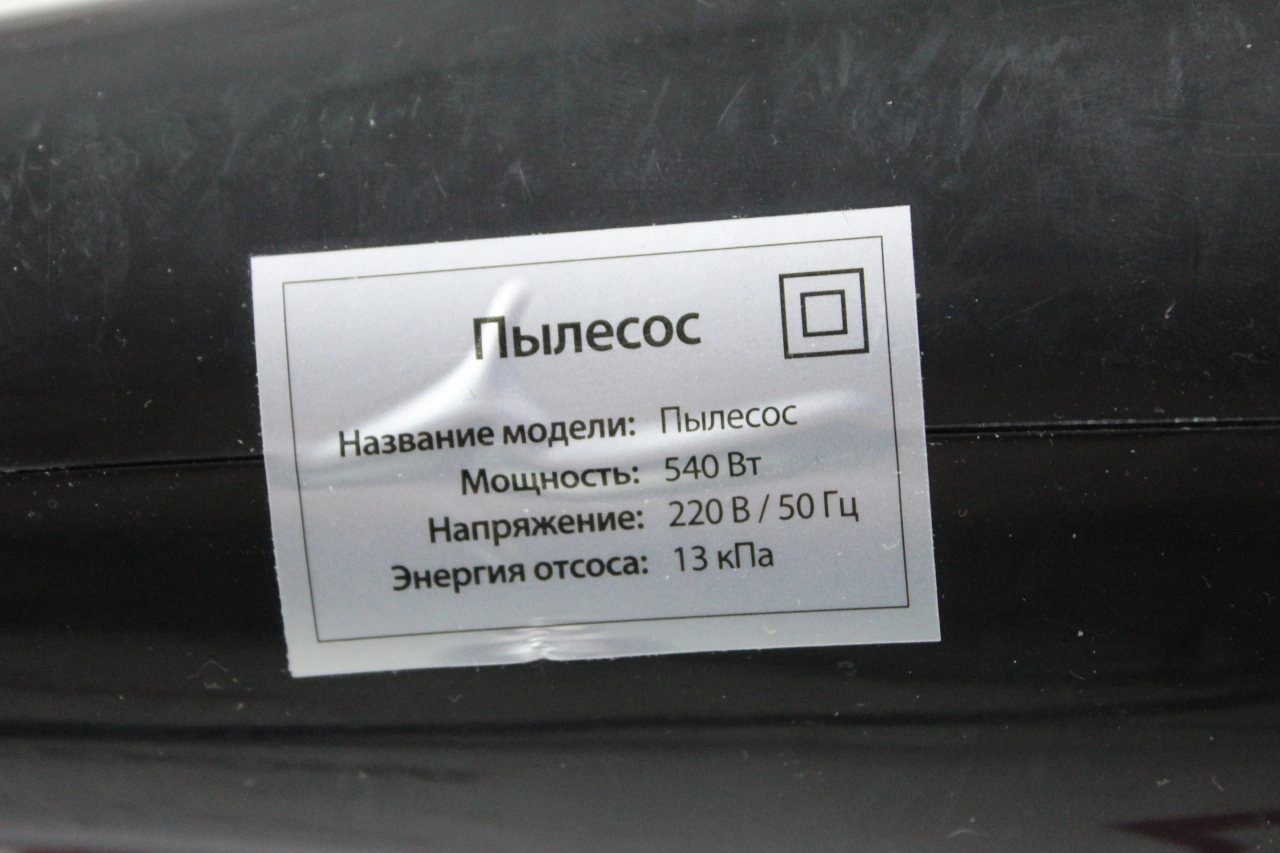 Пылесос
Название модели: Пылесос
Мощность: 540 Вт
Напряжение: 220 В / 50 Гц
Энергия отсоса: 13 кПа